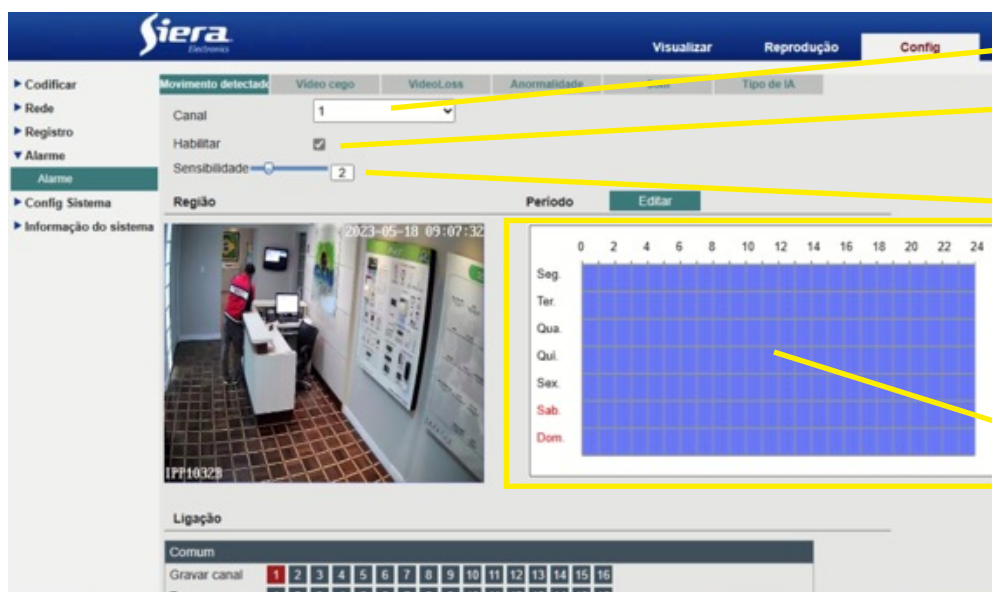 Siera
Electronics
Visualizar Reprodução Config
Codificar
Rede
Registro
Alarme
Alarme
Config Sistema
Informação do sistema
Movimento detectado Vídeo cego VideoLoss Anormalidade Tipo de IA
Canal 1
Habilitar
Sensibilidade 2
Região
Período Editar
2023-05-18 09:07:32
IPP1032B
0 2 4 6 8 10 12 14 16 18 20 22 24
Seg.
Ter.
Qua.
Qui.
Sex.
Sab.
Dom.
Ligação
Comum
Gravar canal 1 2 3 4 5 6 7 8 9 10 11 12 13 14 15 16